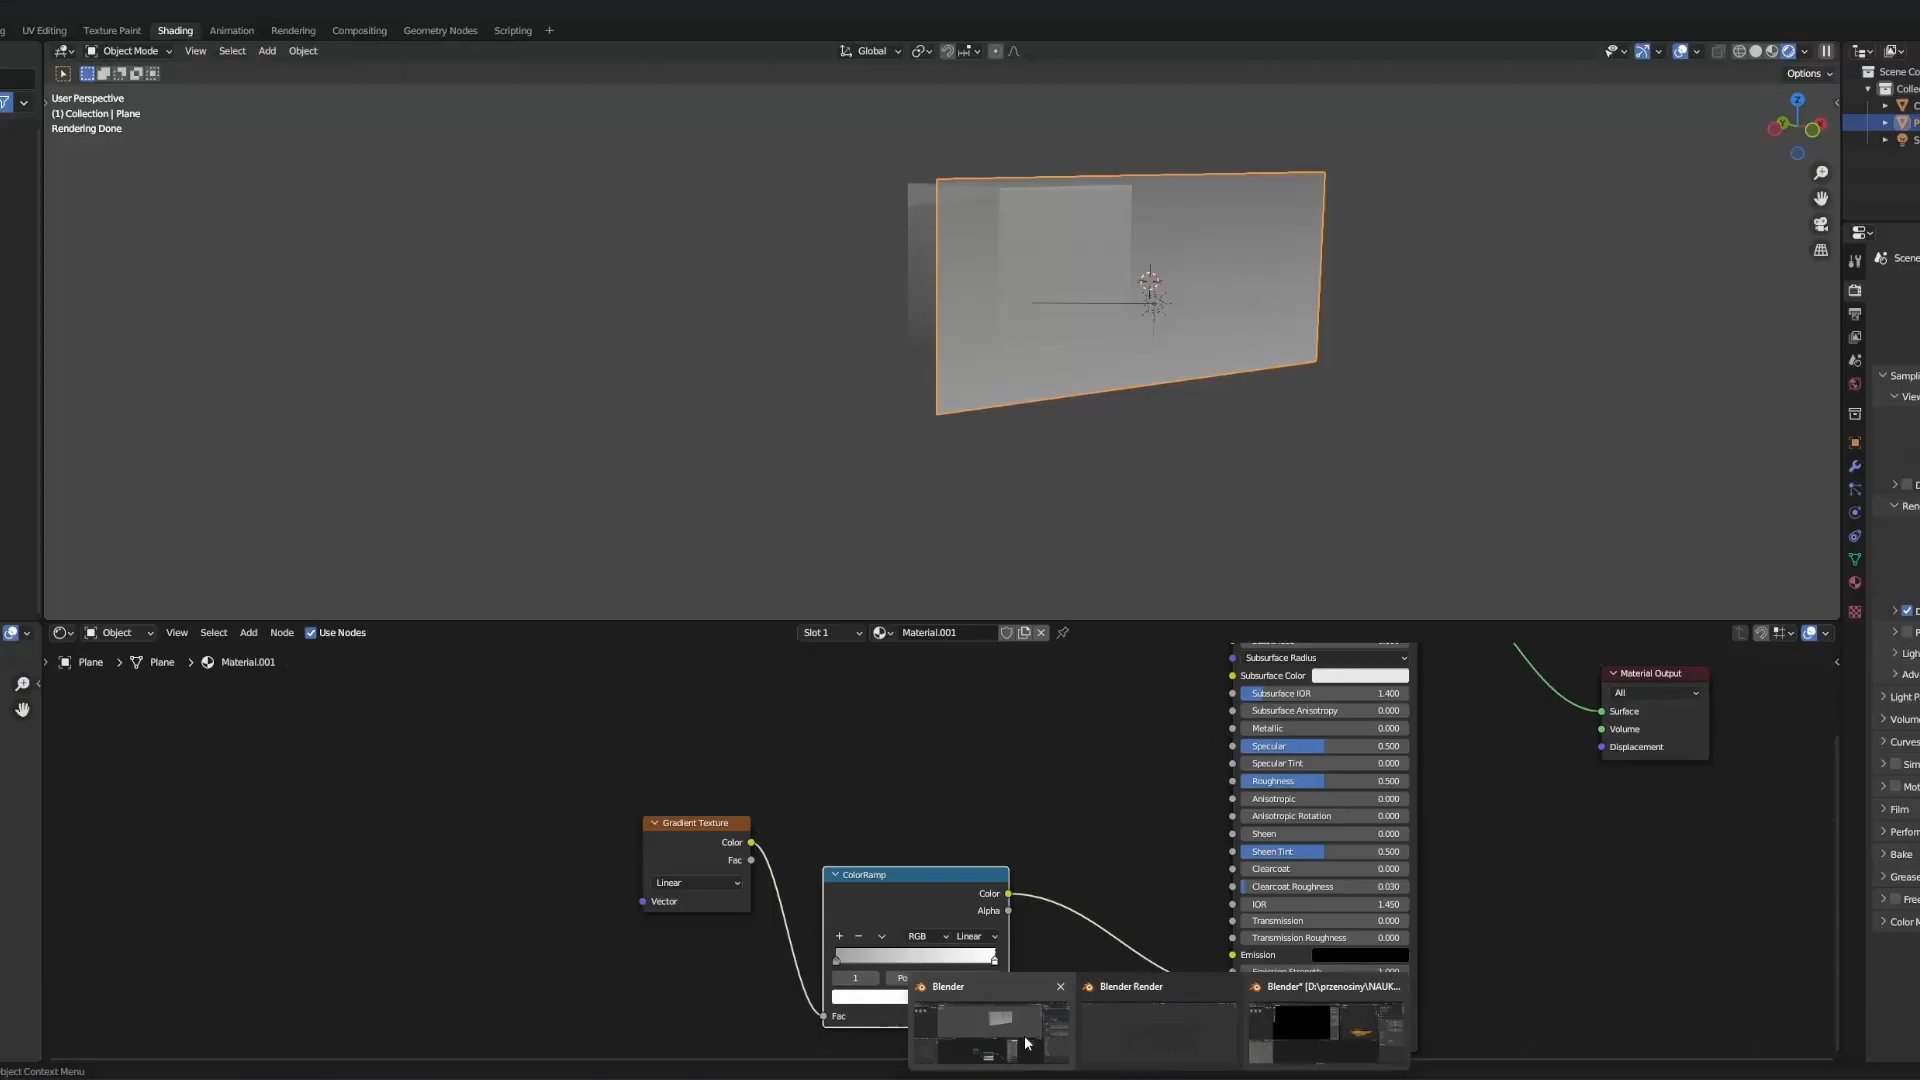 UV Editing
Texture Paint
Shading
Animation
Rendering
Compositing
Geometry Nodes
Scripting
Object Mode
View
Select
Add
Object
Global
Options
User Perspective
(1) Collection | Plane
Rendering Done
Z
Y
X
Scene Co
Collec
Scene
Sampli
View
Ren
Ligh
Adv
Light P
Volum
Curves
Sim
Mot
Film
Perfor
Bake
Grease
Free
Color M
Object
View
Select
Add
Node
Use Nodes
Slot 1
Material.001
Plane
Plane
Material.001
Subsurface Radius
Subsurface Color
Subsurface IOR 1.400
Subsurface Anisotropy 0.000
Metallic 0.000
Specular 0.500
Specular Tint 0.000
Roughness 0.500
Anisotropic 0.000
Anisotropic Rotation 0.000
Sheen 0.000
Sheen Tint 0.500
Clearcoat 0.000
Clearcoat Roughness 0.030
IOR 1.450
Transmission 0.000
Transmission Roughness 0.000
Emission
Material Output
All
Surface
Volume
Displacement
Gradient Texture
Color
Fac
Linear
Vector
ColorRamp
Color
Alpha
RGB
Linear
1
Po
Fac
Blender
Blender Render
Blender* [D:\przenosiny\NAUK...
bject Context Menu